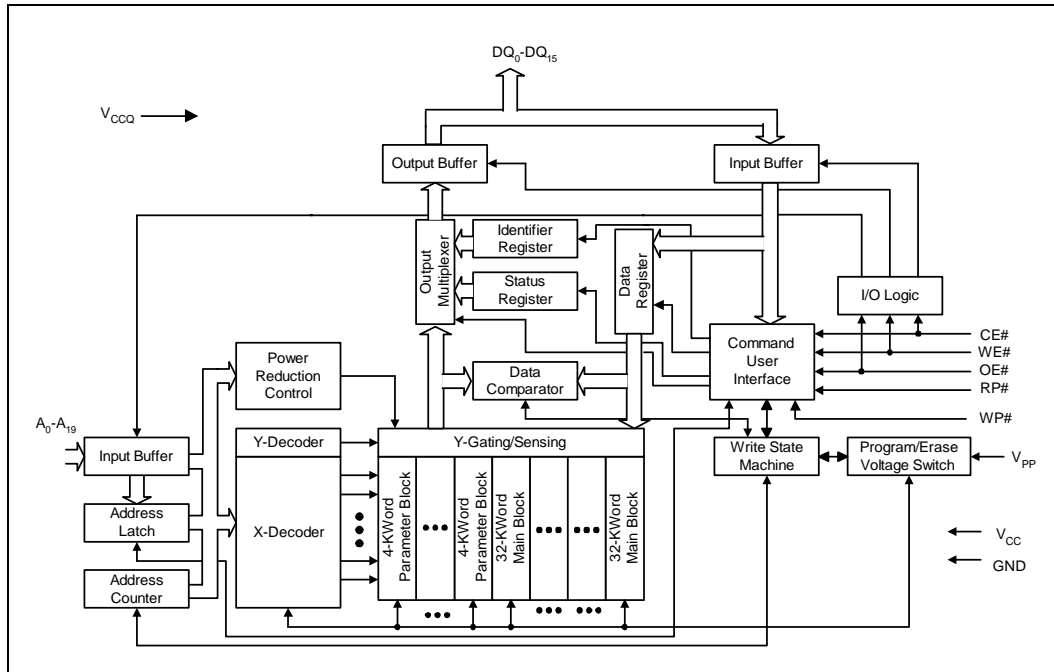 DQ0-DQ15
VCCQ
Output Buffer
Input Buffer
Output
Multiplexer
Identifier
Register
Status
Register
Data
Register
I/O Logic
Command
User
Interface
CE#
WE#
OE#
RP#
WP#
Power
Reduction
Control
Data
Comparator
A0-A19
Input Buffer
Y-Decoder
Y-Gating/Sensing
Write State
Machine
Program/Erase
Voltage Switch
VPP
Address
Latch
X-Decoder
4-KWord
Parameter Block
4-KWord
Parameter Block
32-KWord
Main Block
32-KWord
Main Block
VCC
GND
Address
Counter